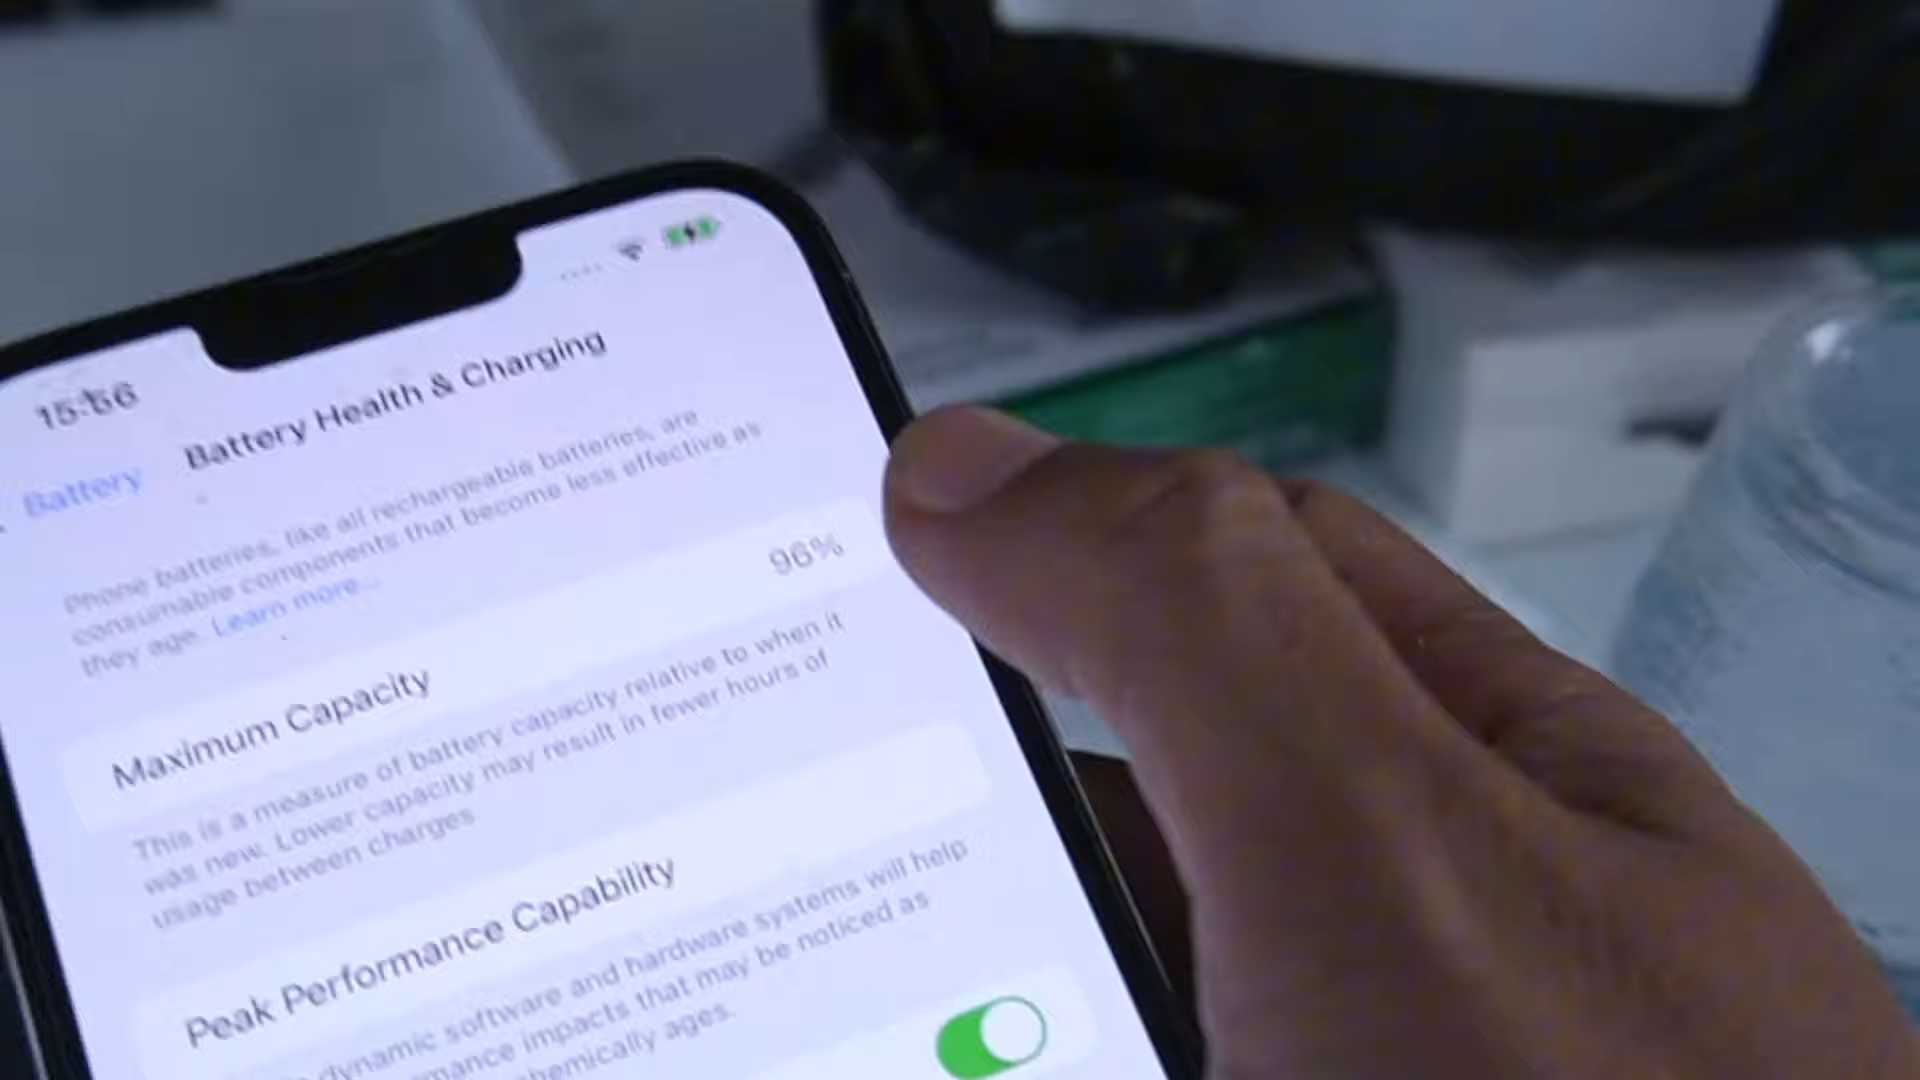 15:56
Battery
Battery Health & Charging
Phone batteries, like all rechargeable batteries, are
consumable components that become less effective as
they age. Learn more...
Maximum Capacity
96%
This is a measure of battery capacity relative to when it
was new. Lower capacity may result in fewer hours of
usage between charges
Peak Performance Capability
dynamic software and hardware systems will help
mance impacts that may be noticed as
chemically ages.